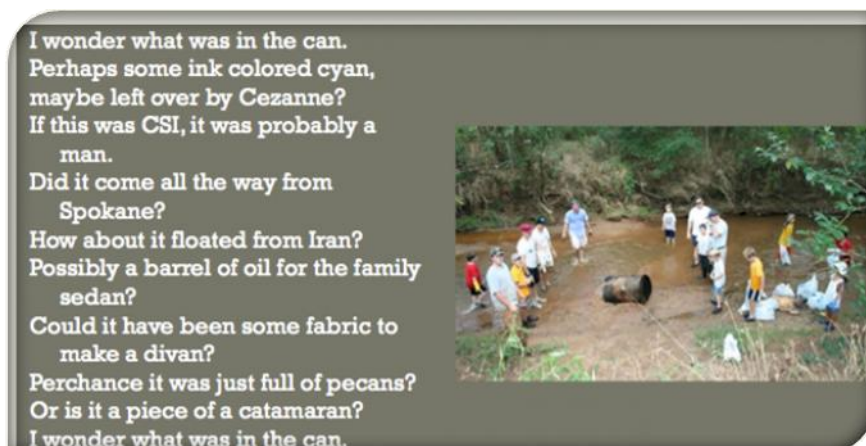 I wonder what was in the can.
Perhaps some ink colored cyan,
maybe left over by Cezanne?
If this was CSI, it was probably a
man.
Did it come all the way from
Spokane?
How about it floated from Iran?
Possibly a barrel of oil for the family
sedan?
Could it have been some fabric to
make a divan?
Perchance it was just full of pecans?
Or is it a piece of a catamaran?
I wonder what was in the can.